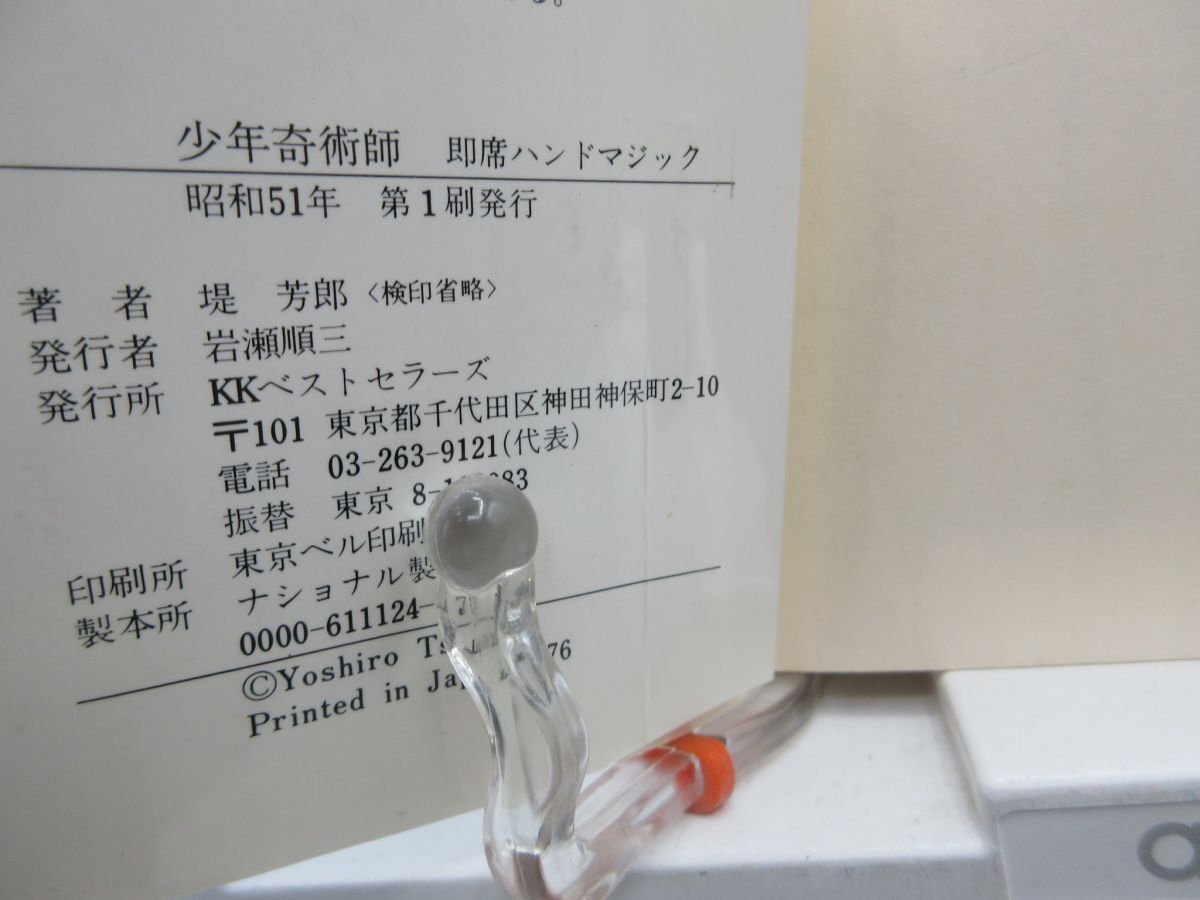 る。
少年奇術師 即席ハンドマジック
昭和51年 第1刷発行
著者 堤 芳郎〈検印省略〉
発行者 岩瀬順三
発行所 KKベストセラーズ
〒101 東京都千代田区神田神保町2-10
電話 03-263-9121(代表)
振替 東京
印刷所 東京ベル印刷
製本所 ナショナル製
0000-611124-
©Yoshiro 76
Printed in